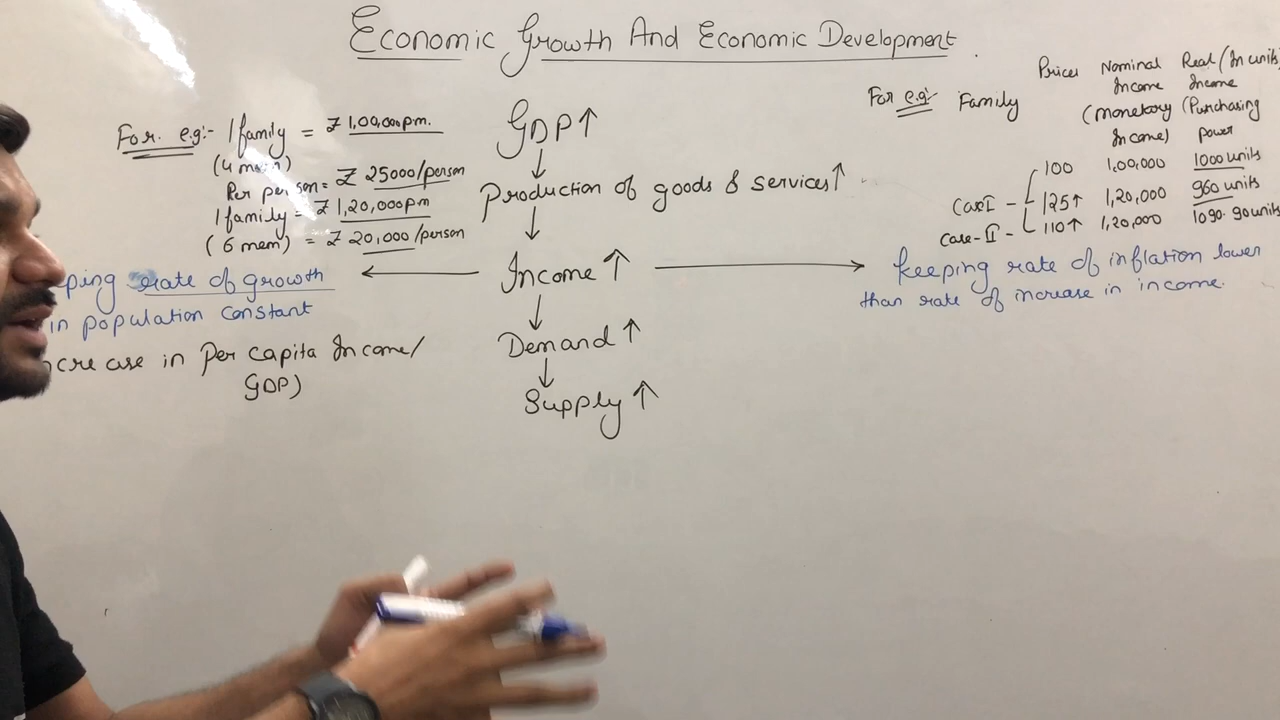 Economic Growth And Economic Development
For. e.g:- 1 family = ₹ 1,00,000 p.m.
(4 mem)
Per person = ₹ 25000/person
1 family = ₹ 1,20,000 pm
(6 mem) = ₹ 20,000/person
ping rate of growth
in population constant
crease in Per Capita Income/
GDP)
GDP↑
↓
Production of goods & services↑
↓
Income ↑
↓
Demand ↑
↓
Supply ↑
For e.g:- Family
Prices Nominal Real (In units
Income Income
(Monetary (Purchasing
Income) power
100 1,00,000 1000 units
Case I - 125↑ 1,20,000 960 units
Case-II - 110↑ 1,20,000 1090.90 units
Keeping rate of inflation lower
than rate of increase in income.